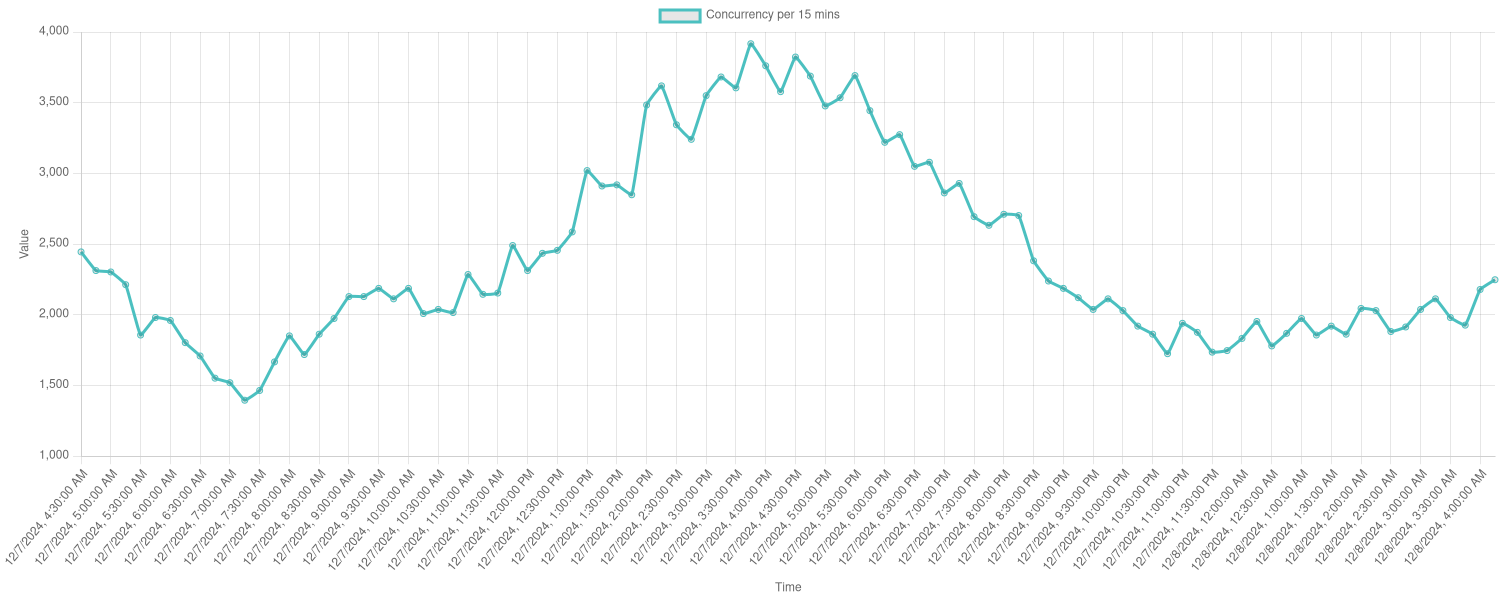 Concurrency per 15 mins
4,000
3,500
3,000
2,500
2,000
1,500
1,000
Value
12/7/2024, 4:30:00 AM
12/7/2024, 5:00:00 AM
12/7/2024, 5:30:00 AM
12/7/2024, 6:00:00 AM
12/7/2024, 6:30:00 AM
12/7/2024, 7:00:00 AM
12/7/2024, 7:30:00 AM
12/7/2024, 8:00:00 AM
12/7/2024, 8:30:00 AM
12/7/2024, 9:00:00 AM
12/7/2024, 9:30:00 AM
12/7/2024, 10:00:00 AM
12/7/2024, 10:30:00 AM
12/7/2024, 11:00:00 AM
12/7/2024, 11:30:00 AM
12/7/2024, 12:00:00 PM
12/7/2024, 12:30:00 PM
12/7/2024, 1:00:00 PM
12/7/2024, 1:30:00 PM
12/7/2024, 2:00:00 PM
12/7/2024, 2:30:00 PM
12/7/2024, 3:00:00 PM
12/7/2024, 3:30:00 PM
12/7/2024, 4:00:00 PM
12/7/2024, 4:30:00 PM
12/7/2024, 5:00:00 PM
12/7/2024, 5:30:00 PM
12/7/2024, 6:00:00 PM
12/7/2024, 6:30:00 PM
12/7/2024, 7:00:00 PM
12/7/2024, 7:30:00 PM
12/7/2024, 8:00:00 PM
12/7/2024, 8:30:00 PM
12/7/2024, 9:00:00 PM
12/7/2024, 9:30:00 PM
12/7/2024, 10:00:00 PM
12/7/2024, 10:30:00 PM
12/7/2024, 11:00:00 PM
12/7/2024, 11:30:00 PM
12/8/2024, 12:00:00 AM
12/8/2024, 12:30:00 AM
12/8/2024, 1:00:00 AM
12/8/2024, 1:30:00 AM
12/8/2024, 2:00:00 AM
12/8/2024, 2:30:00 AM
12/8/2024, 3:00:00 AM
12/8/2024, 3:30:00 AM
12/8/2024, 4:00:00 AM
Time